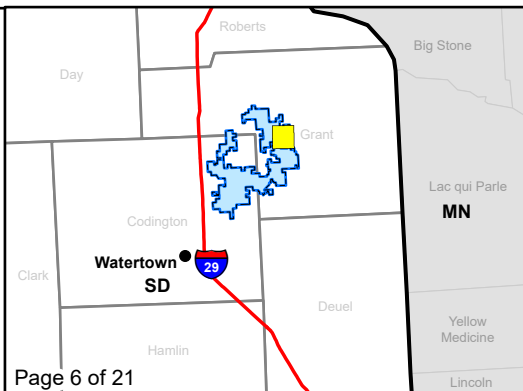 Roberts
Big Stone
Day
Grant
Lac qui Parle
MN
Codington
Watertown
29
SD
Clark
Deuel
Yellow
Medicine
Hamlin
Page 6 of 21
Lincoln